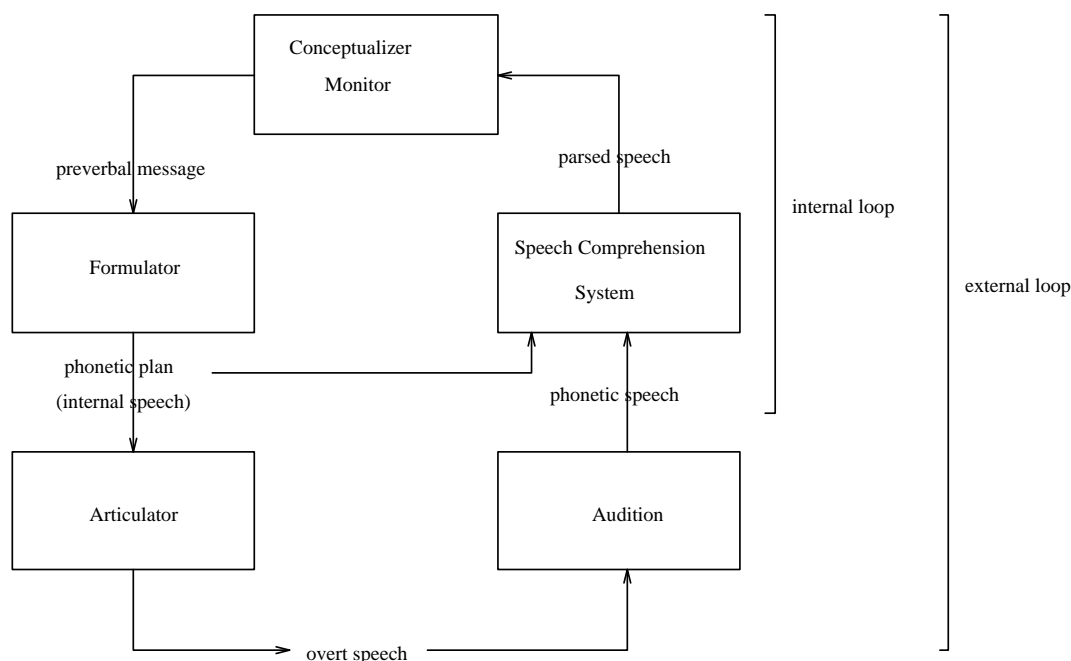 Conceptualizer
Monitor
preverbal message
parsed speech
internal loop
Formulator
Speech Comprehension
System
external loop
phonetic plan
(internal speech)
phonetic speech
Articulator
Audition
overt speech